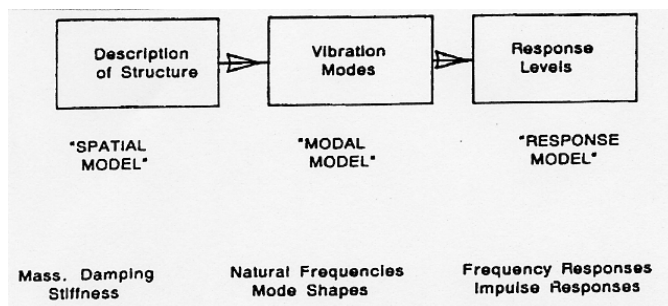 Description
of Structure
Vibration
Modes
Response
Levels
"SPATIAL
MODEL"
"MODAL
MODEL"
"RESPONSE
MODEL"
Mass. Damping
Stiffness
Natural Frequencies
Mode Shapes
Frequency Responses
Impulse Responses